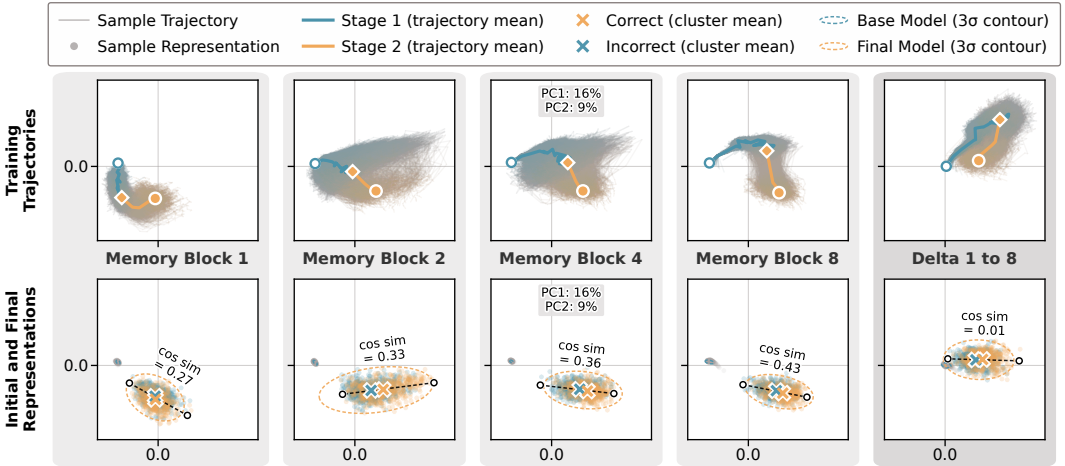 Sample Trajectory
Stage 1 (trajectory mean)
Correct (cluster mean)
Base Model (3σ contour)
Sample Representation
Stage 2 (trajectory mean)
Incorrect (cluster mean)
Final Model (3σ contour)
Training
Trajectories
0.0
PC1: 16%
PC2: 9%
Memory Block 1
Memory Block 2
Memory Block 4
Memory Block 8
Delta 1 to 8
Initial and Final
Representations
0.0
cos sim
= 0.27
cos sim
= 0.33
PC1: 16%
PC2: 9%
cos sim
= 0.36
cos sim
= 0.43
cos sim
= 0.01
0.0
0.0
0.0
0.0
0.0